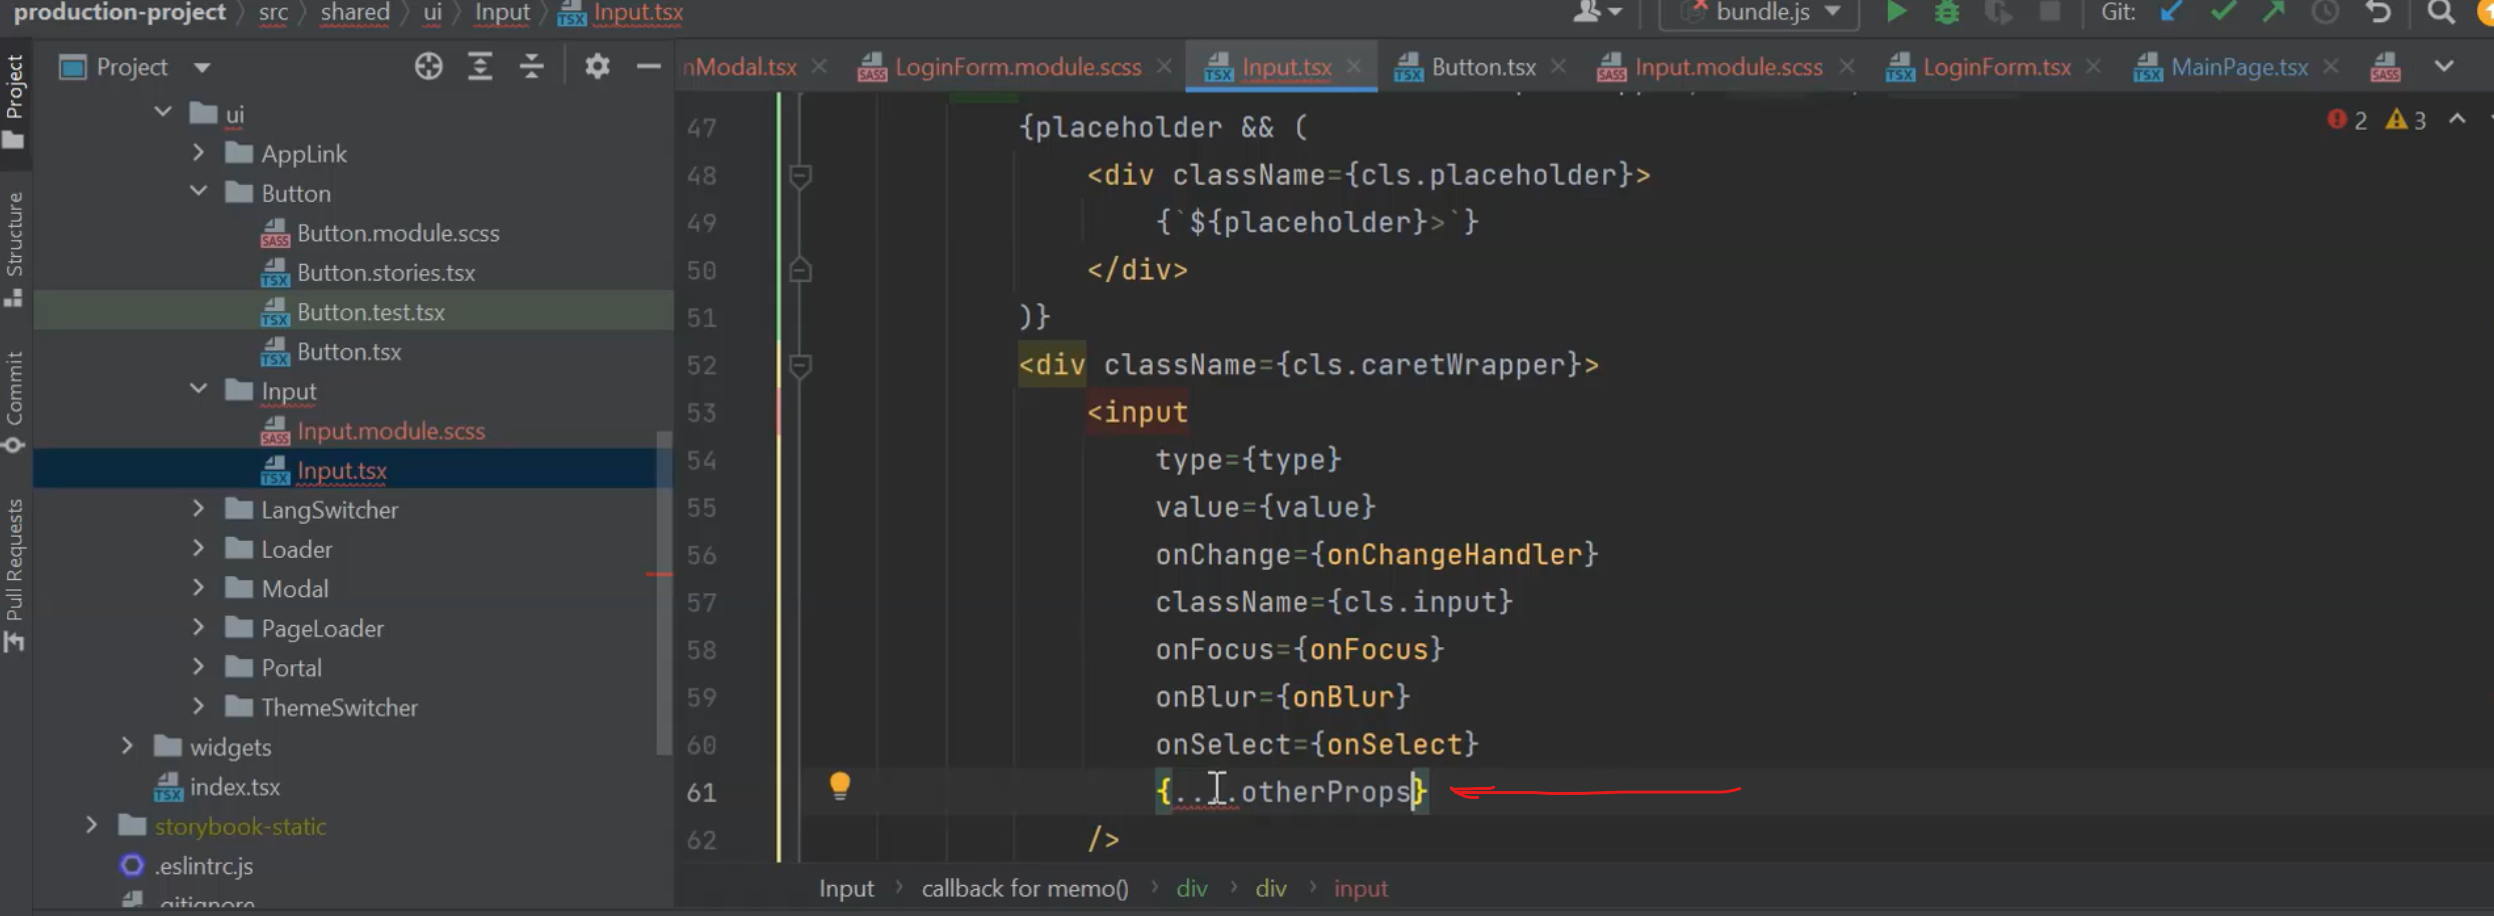 production-project src shared ui Input Input.tsx bundle.js Git:
Project nModal.tsx LoginForm.module.scss Input.tsx Button.tsx Input.module.scss LoginForm.tsx MainPage.tsx
Project
Structure
Commit
Pull Requests
ui
AppLink
Button
Button.module.scss
Button.stories.tsx
Button.test.tsx
Button.tsx
Input
Input.module.scss
Input.tsx
LangSwitcher
Loader
Modal
PageLoader
Portal
ThemeSwitcher
widgets
index.tsx
storybook-static
.eslintrc.js
.gitignore
2 3
47 {placeholder && (
48 <div className={cls.placeholder}>
49 {`${placeholder}>`}
50 </div>
51 )}
52 <div className={cls.caretWrapper}>
53 <input
54 type={type}
55 value={value}
56 onChange={onChangeHandler}
57 className={cls.input}
58 onFocus={onFocus}
59 onBlur={onBlur}
60 onSelect={onSelect}
61 {....otherProps}
62 />
Input callback for memo() div div input